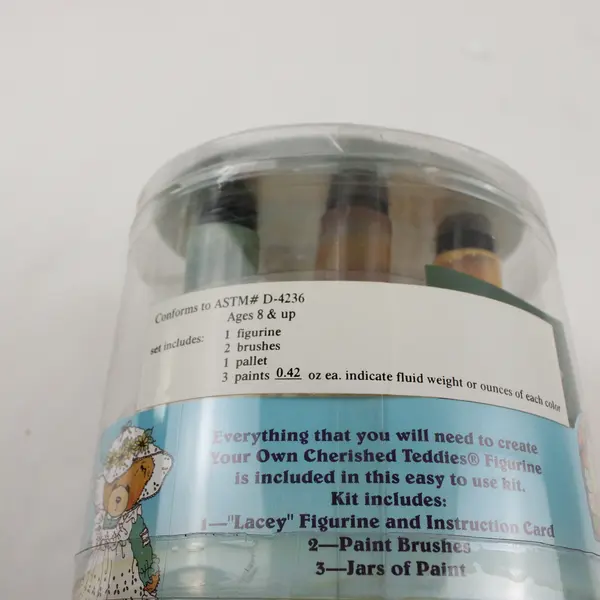 Conforms to ASTM# D-4236
Ages 8 & up
set includes:
1 figurine
2 brushes
1 pallet
3 paints 0.42 oz ea. indicate fluid weight or ounces of each color
Everything that you will need to create
Your Own Cherished Teddies® Figurine
is included in this easy to use kit.
Kit includes:
1—"Lacey" Figurine and Instruction Card
2—Paint Brushes
3—Jars of Paint